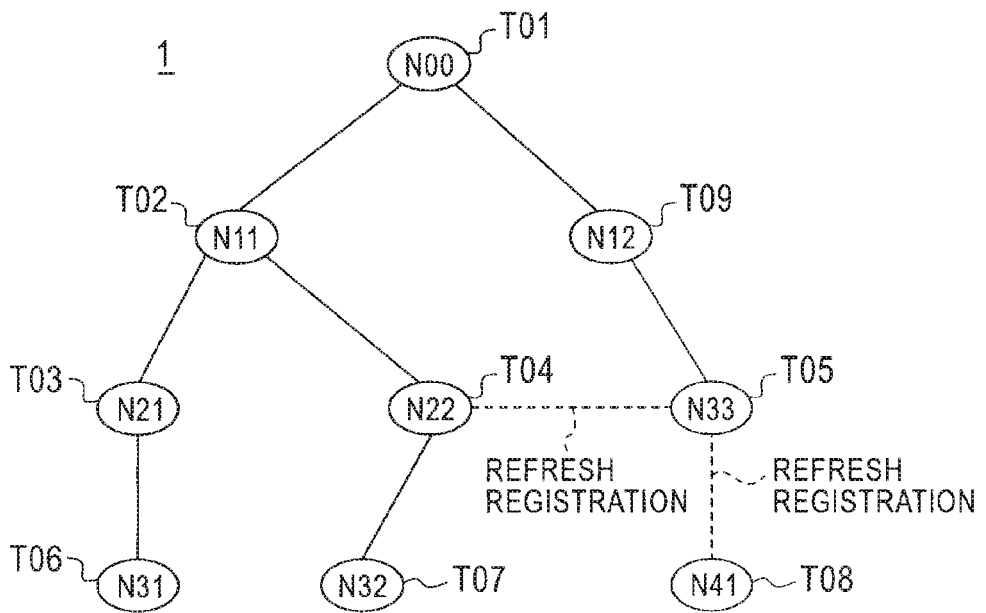 1
T01
N00
T02
N11
T09
N12
T03
N21
T04
N22
T05
N33
REFRESH
REGISTRATION
REFRESH
REGISTRATION
T06
N31
N32
T07
N41
T08